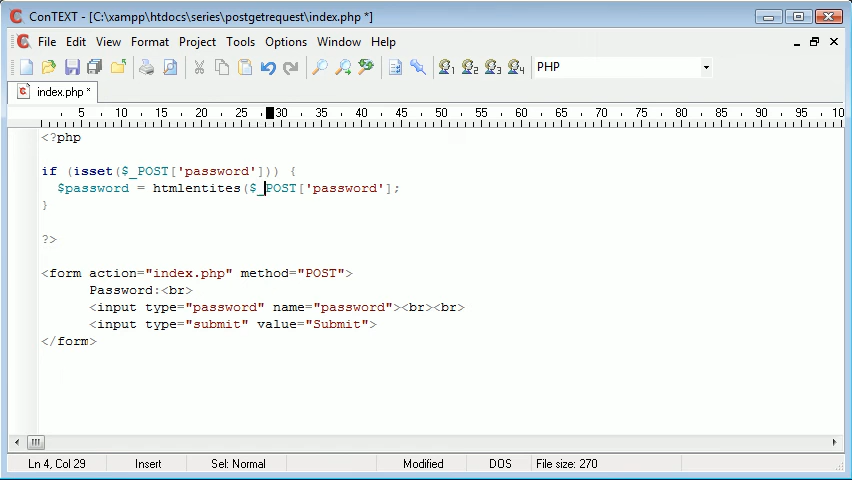 ConTEXT - [C:\xampp\htdocs\series\postgetrequest\index.php *]
File Edit View Format Project Tools Options Window Help
1 2 3 4 PHP
index.php *
5 10 15 20 25 30 35 40 45 50 55 60 65 70 75 80 85 90 95 10
<?php
if (isset($_POST['password'])) {
$password = htmlentites($_POST['password'];
}
?>
<form action="index.php" method="POST">
Password:<br>
<input type="password" name="password"><br><br>
<input type="submit" value="Submit">
</form>
Ln 4, Col 29 Insert Sel: Normal Modified DOS File size: 270